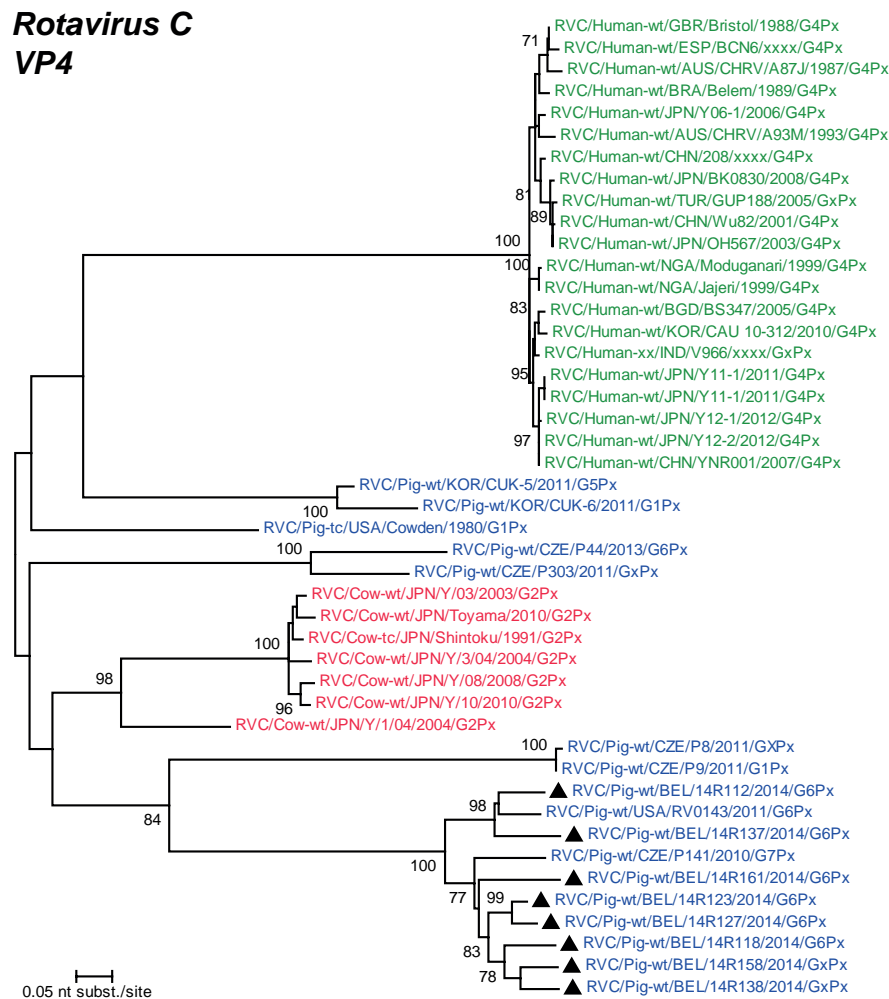 Rotavirus C
VP4
RVC/Human-wt/GBR/Bristol/1988/G4Px
71
RVC/Human-wt/ESP/BCN6/xxxx/G4Px
RVC/Human-wt/AUS/CHRV/A87J/1987/G4Px
RVC/Human-wt/BRA/Belem/1989/G4Px
RVC/Human-wt/JPN/Y06-1/2006/G4Px
RVC/Human-wt/AUS/CHRV/A93M/1993/G4Px
RVC/Human-wt/CHN/208/xxxx/G4Px
RVC/Human-wt/JPN/BK0830/2008/G4Px
81
RVC/Human-wt/TUR/GUP188/2005/GxPx
89
RVC/Human-wt/CHN/Wu82/2001/G4Px
100
RVC/Human-wt/JPN/OH567/2003/G4Px
100
RVC/Human-wt/NGA/Moduganari/1999/G4Px
RVC/Human-wt/NGA/Jajeri/1999/G4Px
83
RVC/Human-wt/BGD/BS347/2005/G4Px
RVC/Human-wt/KOR/CAU 10-312/2010/G4Px
RVC/Human-xx/IND/V966/xxxx/GxPx
95
RVC/Human-wt/JPN/Y11-1/2011/G4Px
RVC/Human-wt/JPN/Y11-1/2011/G4Px
RVC/Human-wt/JPN/Y12-1/2012/G4Px
97
RVC/Human-wt/JPN/Y12-2/2012/G4Px
RVC/Human-wt/CHN/YNR001/2007/G4Px
RVC/Pig-wt/KOR/CUK-5/2011/G5Px
100
RVC/Pig-wt/KOR/CUK-6/2011/G1Px
RVC/Pig-tc/USA/Cowden/1980/G1Px
100
RVC/Pig-wt/CZE/P44/2013/G6Px
RVC/Pig-wt/CZE/P303/2011/GxPx
RVC/Cow-wt/JPN/Y/03/2003/G2Px
RVC/Cow-wt/JPN/Toyama/2010/G2Px
100
RVC/Cow-tc/JPN/Shintoku/1991/G2Px
RVC/Cow-wt/JPN/Y/3/04/2004/G2Px
98
RVC/Cow-wt/JPN/Y/08/2008/G2Px
96
RVC/Cow-wt/JPN/Y/10/2010/G2Px
RVC/Cow-wt/JPN/Y/1/04/2004/G2Px
100
RVC/Pig-wt/CZE/P8/2011/GXPx
RVC/Pig-wt/CZE/P9/2011/G1Px
RVC/Pig-wt/BEL/14R112/2014/G6Px
98
RVC/Pig-wt/USA/RV0143/2011/G6Px
84
RVC/Pig-wt/BEL/14R137/2014/G6Px
100
RVC/Pig-wt/CZE/P141/2010/G7Px
RVC/Pig-wt/BEL/14R161/2014/G6Px
77
99
RVC/Pig-wt/BEL/14R123/2014/G6Px
RVC/Pig-wt/BEL/14R127/2014/G6Px
RVC/Pig-wt/BEL/14R118/2014/G6Px
83
RVC/Pig-wt/BEL/14R158/2014/GxPx
78
RVC/Pig-wt/BEL/14R138/2014/GxPx
0.05 nt subst./site